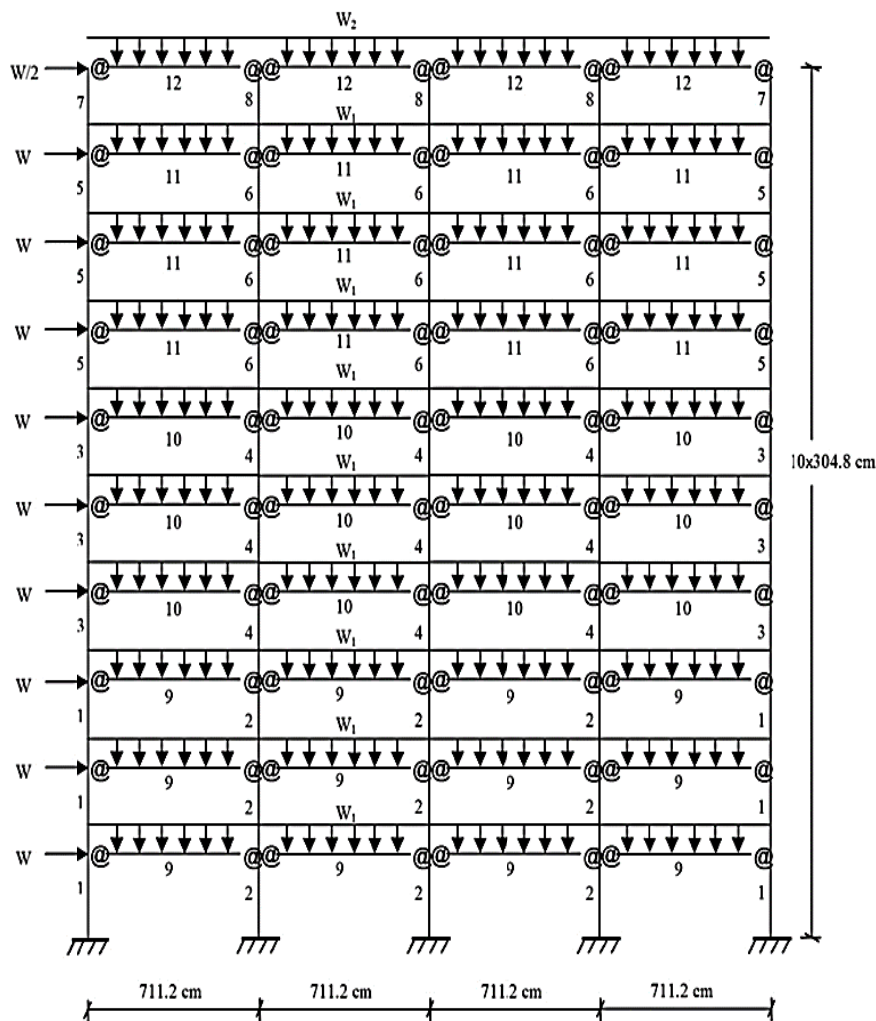 W₂
W/2 @ @@ @@ @@ @
12 12 12 12
7 8 8 8 7
W₁
W @ @@ @@ @@ @
11 11 11 11
5 6 6 6 5
W₁
W @ @@ @@ @@ @
11 11 11 11
5 6 6 6 5
W₁
W @ @@ @@ @@ @
11 11 11 11
5 6 6 6 5
W₁
W @ @@ @@ @@ @
10 10 10 10
3 4 4 4 3
W₁
10x304.8 cm
W @ @@ @@ @@ @
10 10 10 10
3 4 4 4 3
W₁
W @ @@ @@ @@ @
10 10 10 10
3 4 4 4 3
W₁
W @ @@ @@ @@ @
9 9 9 9
1 2 2 2 1
W₁
W @ @@ @@ @@ @
9 9 9 9
1 2 2 2 1
W₁
W @ @@ @@ @@ @
9 9 9 9
1 2 2 2 1
711.2 cm 711.2 cm 711.2 cm 711.2 cm